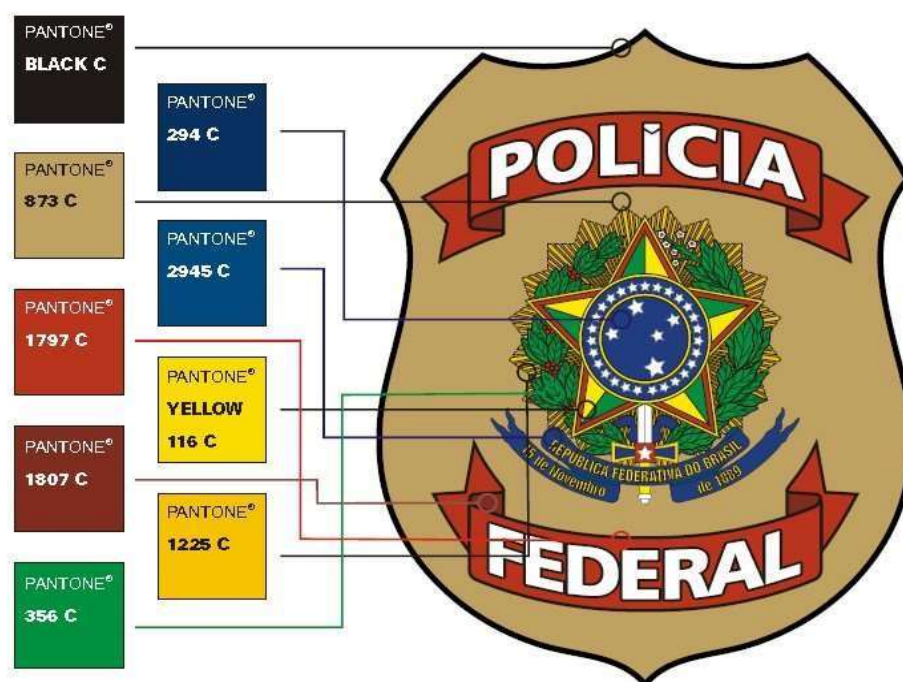 PANTONE®
BLACK C
PANTONE®
294 C
PANTONE®
873 C
PANTONE®
2945 C
PANTONE®
1797 C
PANTONE®
YELLOW
116 C
PANTONE®
1807 C
PANTONE®
1225 C
PANTONE®
356 C
POLÍCIA
REPÚBLICA FEDERATIVA DO BRASIL
15 de Novembro
de 1889
FEDERAL